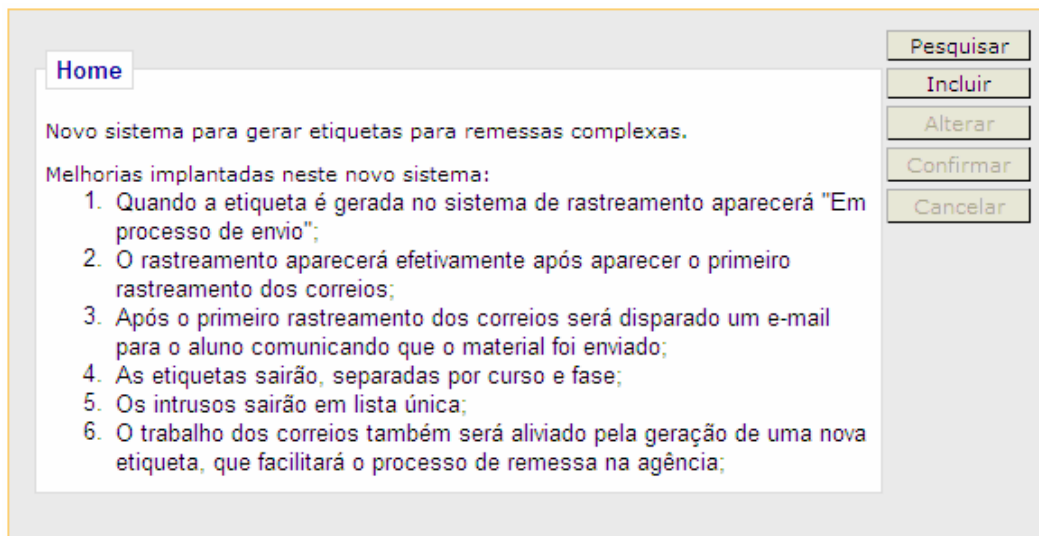 Home
Novo sistema para gerar etiquetas para remessas complexas.
Melhorias implantadas neste novo sistema:
1. Quando a etiqueta é gerada no sistema de rastreamento aparecerá "Em
processo de envio";
2. O rastreamento aparecerá efetivamente após aparecer o primeiro
rastreamento dos correios;
3. Após o primeiro rastreamento dos correios será disparado um e-mail
para o aluno comunicando que o material foi enviado;
4. As etiquetas sairão, separadas por curso e fase;
5. Os intrusos sairão em lista única;
6. O trabalho dos correios também será aliviado pela geração de uma nova
etiqueta, que facilitará o processo de remessa na agência;
Pesquisar
Incluir
Alterar
Confirmar
Cancelar